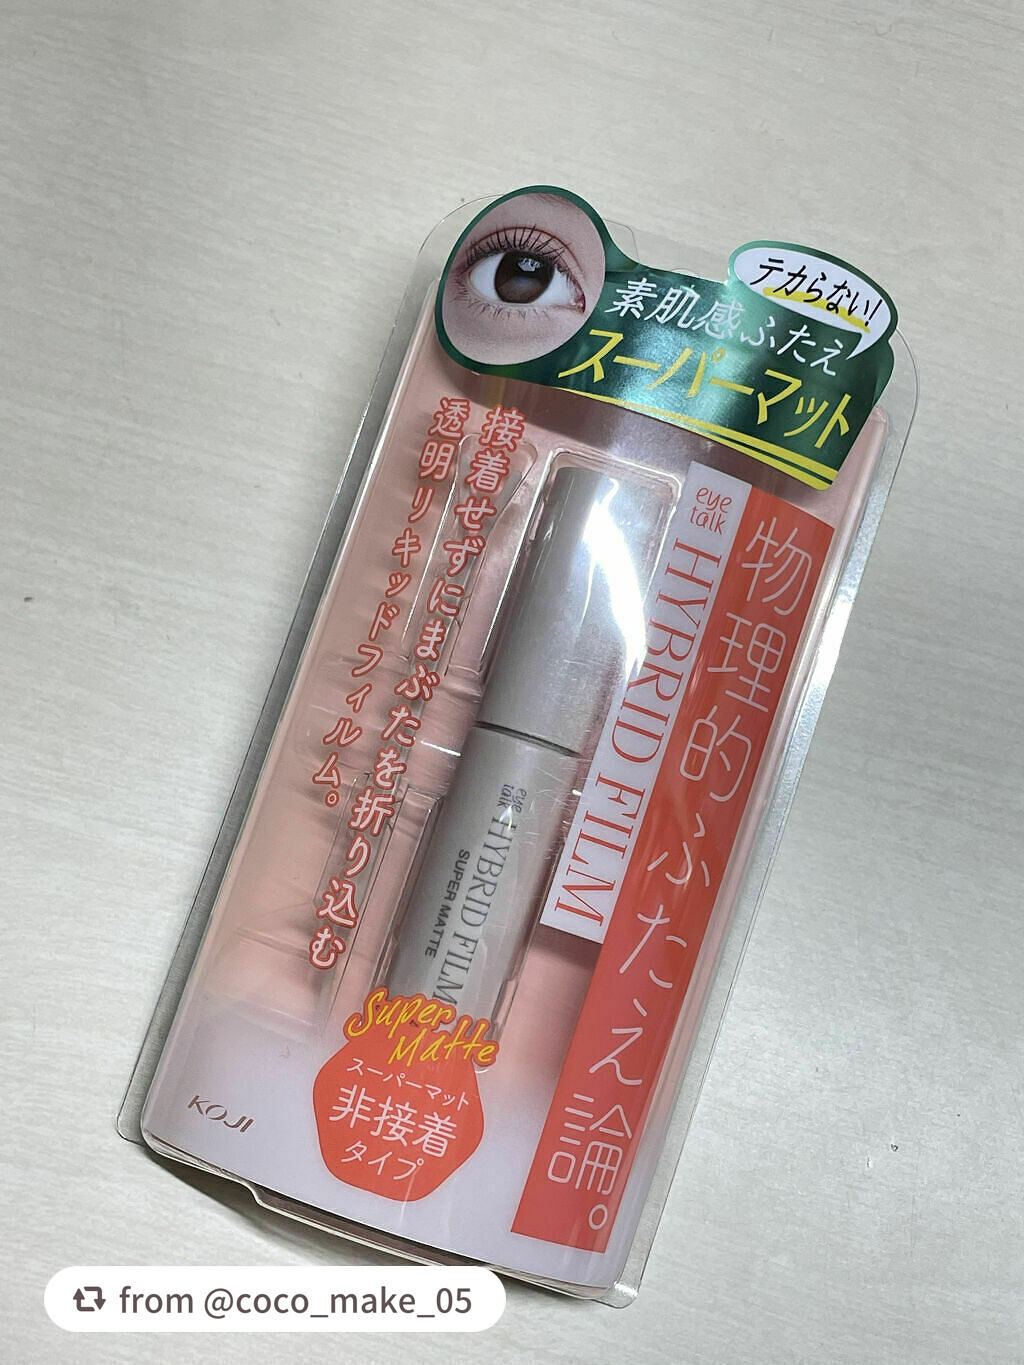 テカらない!
素肌感ふたえ
スーパーマット
接着せずにまぶたを折り込む
透明リキッドフィルム。
eye
talk
HYBRID FILM
物理的ふたえ論。
eye
talk
HYBRID FILM
SUPER MATTE
Super
Matte
スーパーマット
非接着
タイプ
KOJI
from @coco_make_05